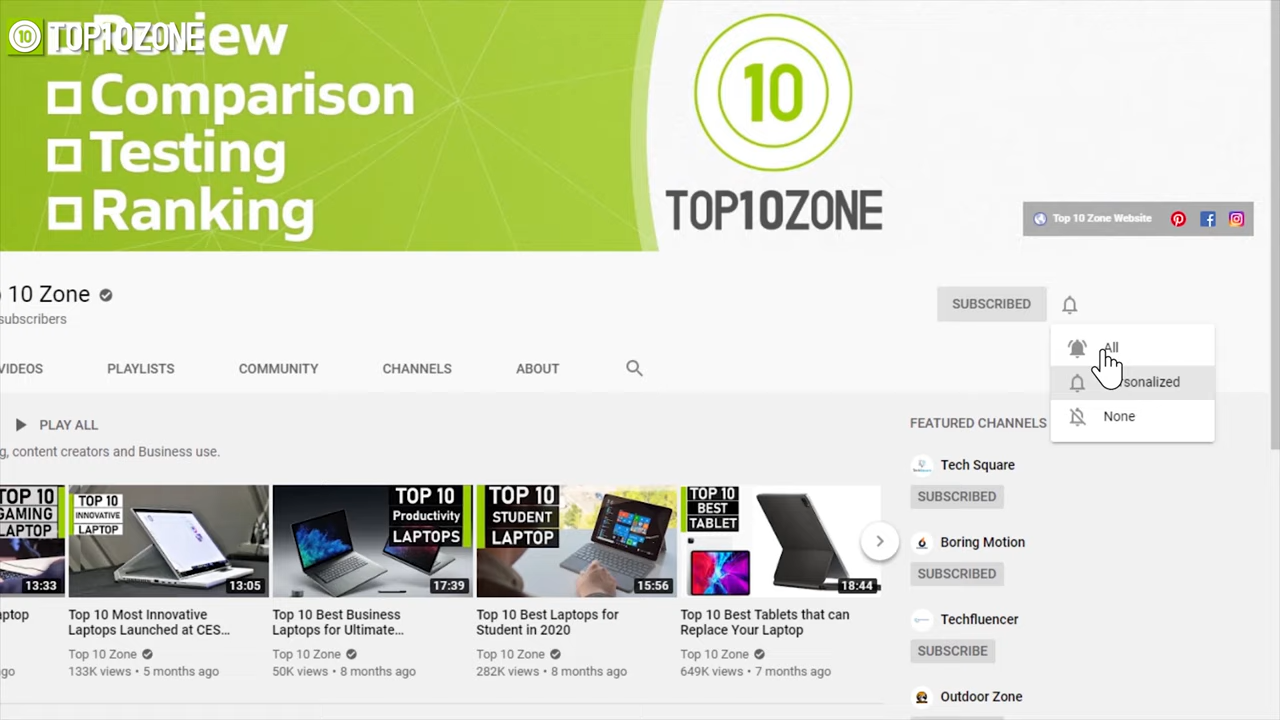 TOP10ZONE
Review
Comparison
Testing
Ranking
10
TOP10ZONE
Top 10 Zone Website
10 Zone
subscribers
SUBSCRIBED
All
Personalized
None
VIDEOS
PLAYLISTS
COMMUNITY
CHANNELS
ABOUT
PLAY ALL
g, content creators and Business use.
FEATURED CHANNELS
Tech Square
SUBSCRIBED
Boring Motion
SUBSCRIBED
Techfluencer
SUBSCRIBE
Outdoor Zone
TOP 10
GAMING
LAPTOP
13:33
TOP 10
INNOVATIVE
LAPTOP
13:05
TOP 10
Productivity
LAPTOPS
17:39
TOP 10
STUDENT
LAPTOP
15:56
TOP 10
BEST
TABLET
18:44
aptop
go
Top 10 Most Innovative
Laptops Launched at CES...
Top 10 Zone
133K views • 5 months ago
Top 10 Best Business
Laptops for Ultimate...
Top 10 Zone
50K views • 8 months ago
Top 10 Best Laptops for
Student in 2020
Top 10 Zone
282K views • 8 months ago
Top 10 Best Tablets that can
Replace Your Laptop
Top 10 Zone
649K views • 7 months ago